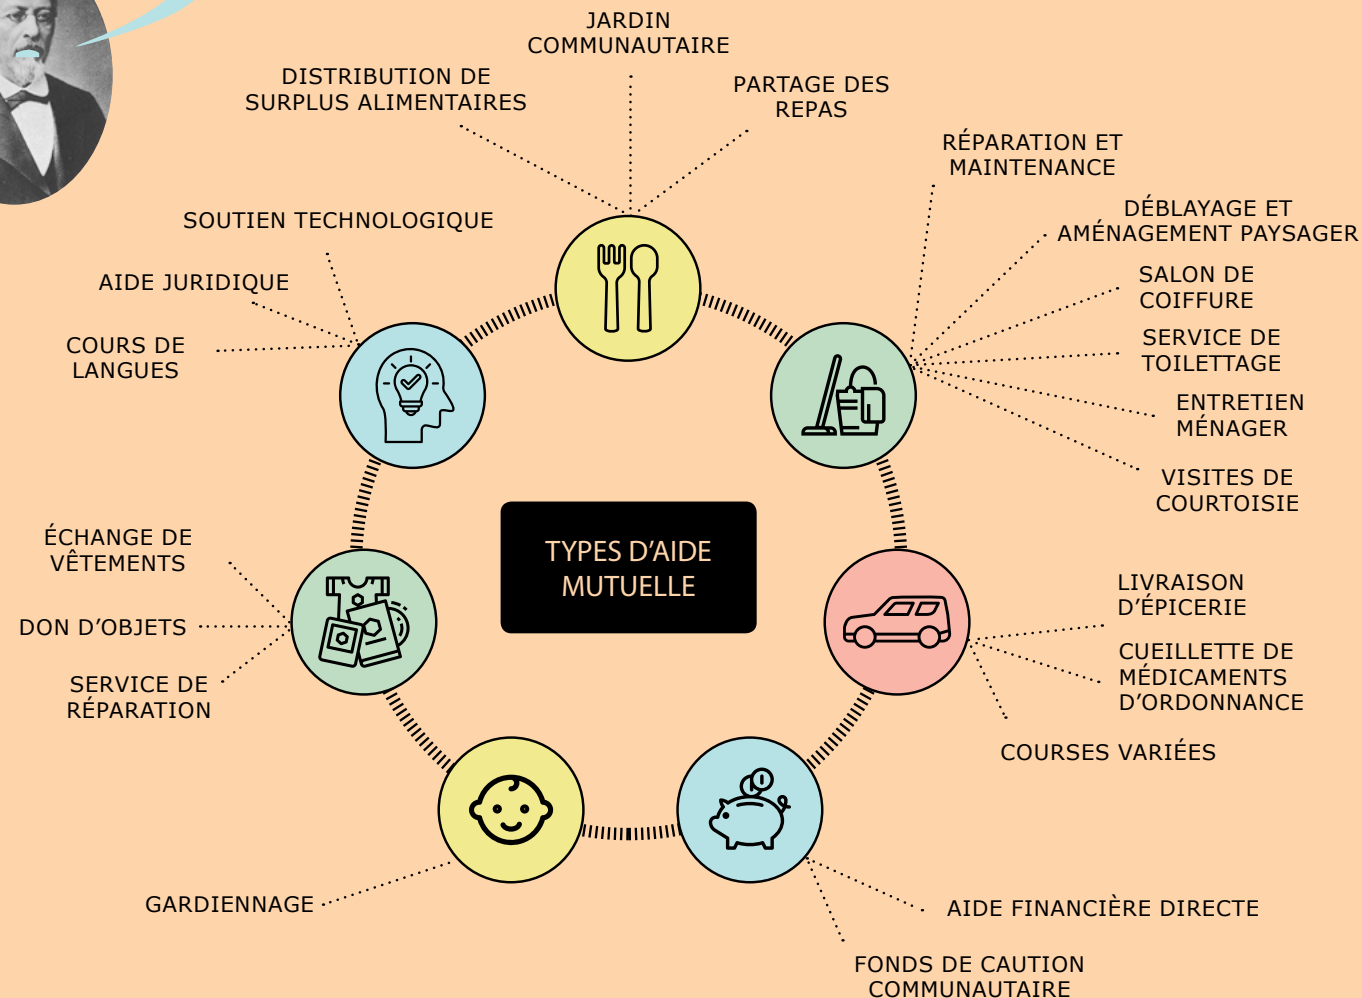 JARDIN
COMMUNAUTAIRE
DISTRIBUTION DE
SURPLUS ALIMENTAIRES
PARTAGE DES
REPAS
RÉPARATION ET
MAINTENANCE
DÉBLAYAGE ET
AMÉNAGEMENT PAYSAGER
SALON DE
COIFFURE
SERVICE DE
TOILETTAGE
ENTRETIEN
MÉNAGER
VISITES DE
COURTOISIE
SOUTIEN TECHNOLOGIQUE
AIDE JURIDIQUE
COURS DE
LANGUES
TYPES D'AIDE
MUTUELLE
ÉCHANGE DE
VÊTEMENTS
DON D'OBJETS
SERVICE DE
RÉPARATION
LIVRAISON
D'ÉPICERIE
CUEILLETTE DE
MÉDICAMENTS
D'ORDONNANCE
COURSES VARIÉES
GARDIENNAGE
AIDE FINANCIÈRE DIRECTE
FONDS DE CAUTION
COMMUNAUTAIRE